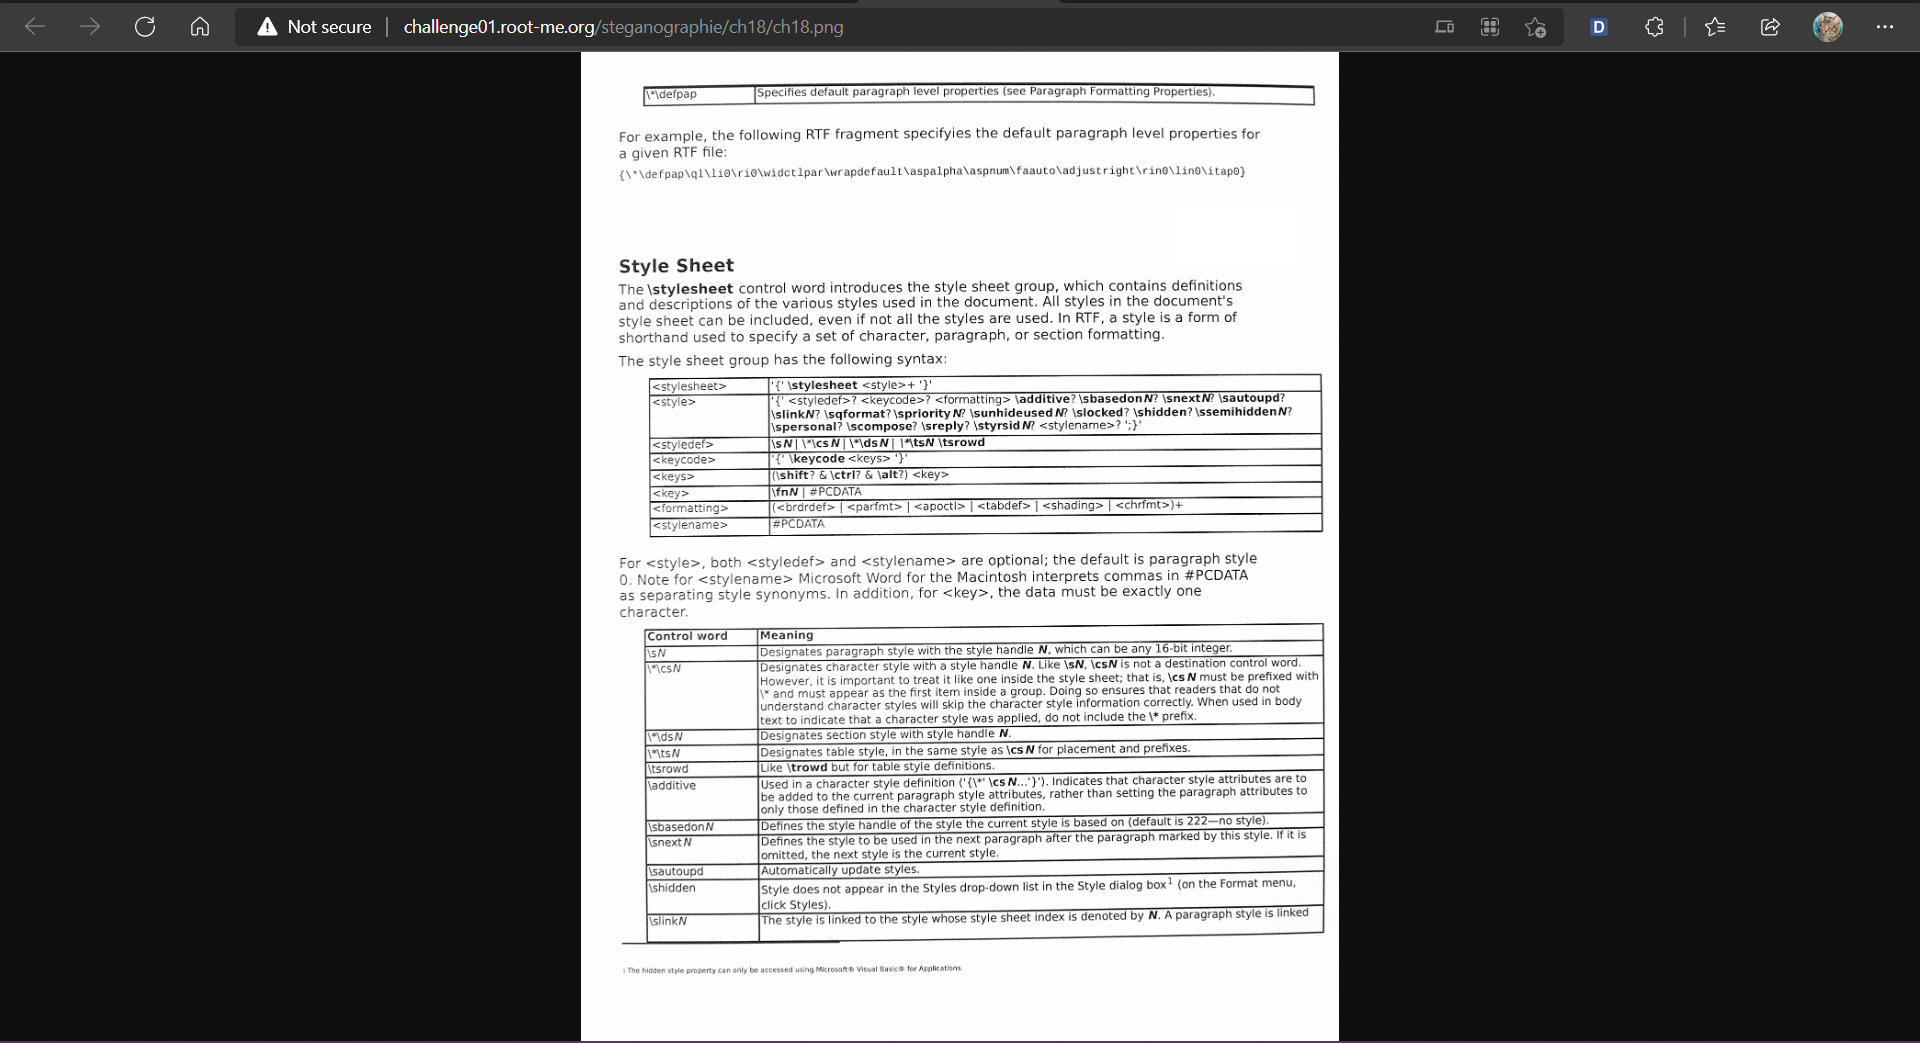 Not secure
challenge01.root-me.org/steganographie/ch18/ch18.png
D
\*\defpap Specifies default paragraph level properties (see Paragraph Formatting Properties).
For example, the following RTF fragment specifyies the default paragraph level properties for
a given RTF file:
{\*\defpap\ql\li0\ri0\widctlpar\wrapdefault\aspalpha\aspnum\faauto\adjustright\rin0\lin0\itap0}
Style Sheet
The \stylesheet control word introduces the style sheet group, which contains definitions
and descriptions of the various styles used in the document. All styles in the document's
style sheet can be included, even if not all the styles are used. In RTF, a style is a form of
shorthand used to specify a set of character, paragraph, or section formatting.
The style sheet group has the following syntax:
<stylesheet> '{' \stylesheet <style>+ '}'
<style> '{' <styledef>? <keycode>? <formatting> \additive? \sbasedonN? \snextN? \sautoupd?
\slinkN? \sqformat? \spriorityN? \sunhideusedN? \slocked? \shidden? \ssemihiddenN?
\spersonal? \scompose? \sreply? \styrsidN? <stylename>? ';}'
<styledef> \sN | \*\csN | \*\dsN | \*\tsN \tsrowd
<keycode> '{' \keycode <keys> '}'
<keys> (\shift? & \ctrl? & \alt?) <key>
<key> \fnN | #PCDATA
<formatting> (<brdrdef> | <parfmt> | <apoctl> | <tabdef> | <shading> | <chrfmt>)+
<stylename> #PCDATA
For <style>, both <styledef> and <stylename> are optional; the default is paragraph style
0. Note for <stylename> Microsoft Word for the Macintosh interprets commas in #PCDATA
as separating style synonyms. In addition, for <key>, the data must be exactly one
character.
Control word Meaning
\sN Designates paragraph style with the style handle N, which can be any 16-bit integer.
\*\csN Designates character style with a style handle N. Like \sN, \csN is not a destination control word.
However, it is important to treat it like one inside the style sheet; that is, \csN must be prefixed with
\* and must appear as the first item inside a group. Doing so ensures that readers that do not
understand character styles will skip the character style information correctly. When used in body
text to indicate that a character style was applied, do not include the \* prefix.
\*\dsN Designates section style with style handle N.
\*\tsN Designates table style, in the same style as \csN for placement and prefixes.
\tsrowd Like \trowd but for table style definitions.
\additive Used in a character style definition ('{\*' \csN...'}'). Indicates that character style attributes are to
be added to the current paragraph style attributes, rather than setting the paragraph attributes to
only those defined in the character style definition.
\sbasedonN Defines the style handle of the style the current style is based on (default is 222—no style).
\snextN Defines the style to be used in the next paragraph after the paragraph marked by this style. If it is
omitted, the next style is the current style.
\sautoupd Automatically update styles.
\shidden Style does not appear in the Styles drop-down list in the Style dialog box1 (on the Format menu,
click Styles).
\slinkN The style is linked to the style whose style sheet index is denoted by N. A paragraph style is linked
1 The hidden style property can only be accessed using Microsoft® Visual Basic® for Applications.